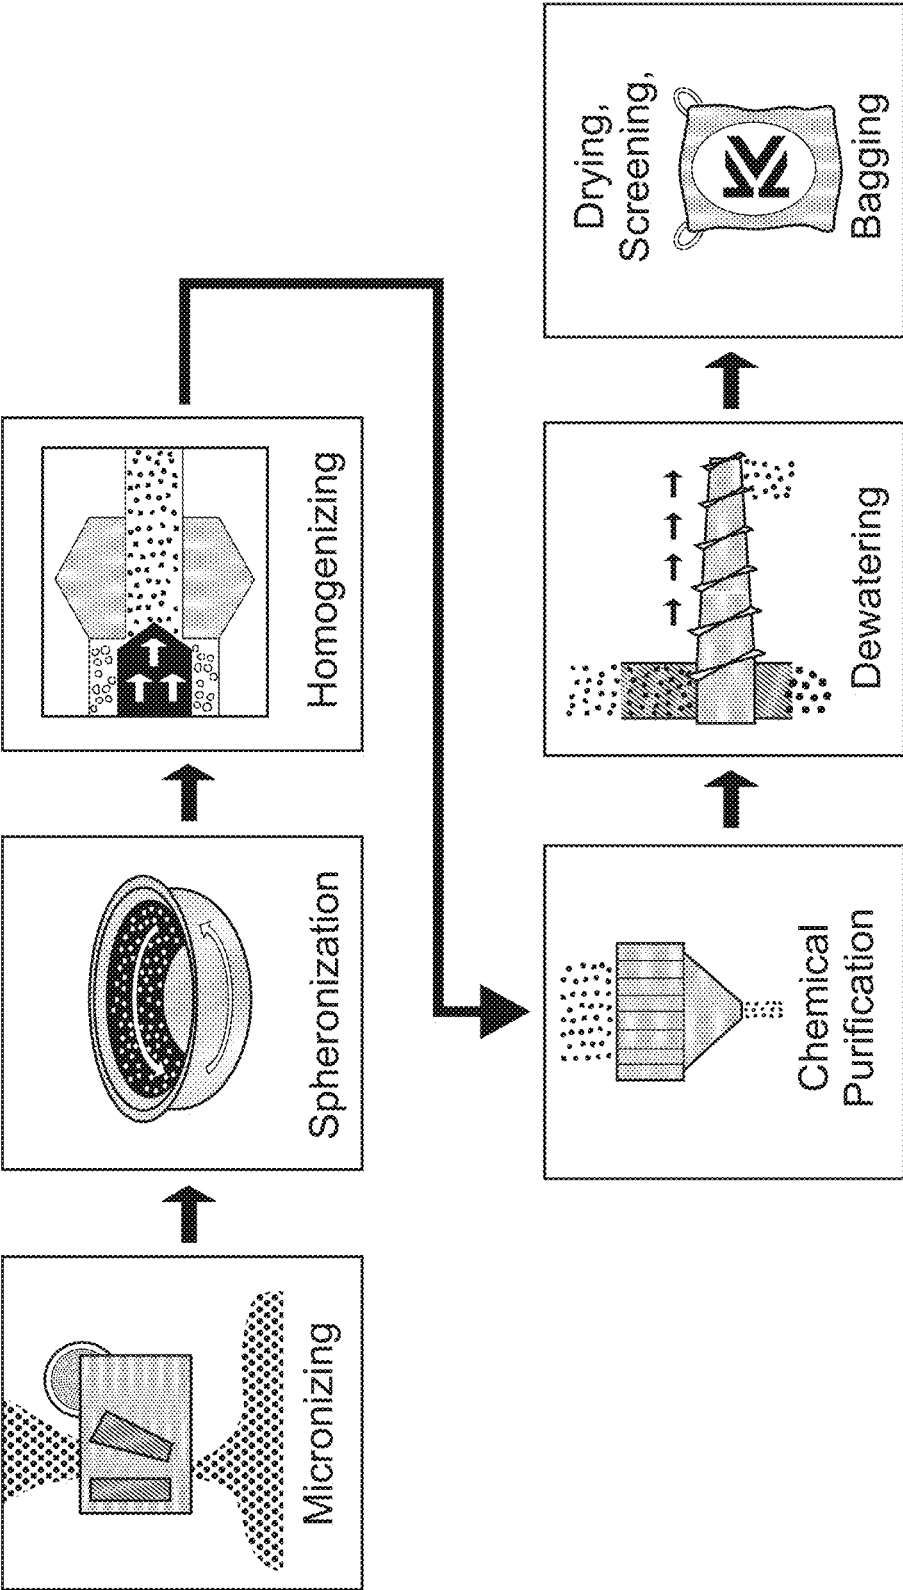 Micronizing
Spheronization
Homogenizing
Chemical
Purification
Dewatering
Drying,
Screening,
Bagging